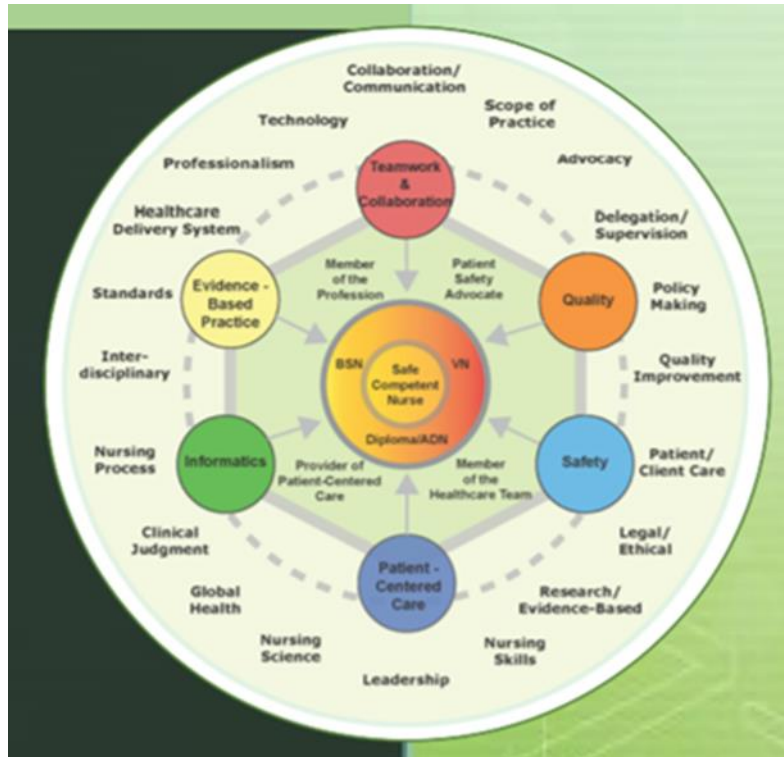 Collaboration/
Communication
Scope of
Practice
Advocacy
Delegation/
Supervision
Policy
Making
Quality
Improvement
Patient/
Client Care
Legal/
Ethical
Research/
Evidence-Based
Nursing
Skills
Leadership
Nursing
Science
Global
Health
Clinical
Judgment
Nursing
Process
Inter-
disciplinary
Standards
Healthcare
Delivery System
Professionalism
Technology
Teamwork
&
Collaboration
Quality
Safety
Patient -
Centered
Care
Informatics
Evidence -
Based
Practice
Member
of the
Profession
Patient
Safety
Advocate
Member
of the
Healthcare Team
Provider of
Patient-Centered
Care
BSN
VN
Diploma/ADN
Safe
Competent
Nurse